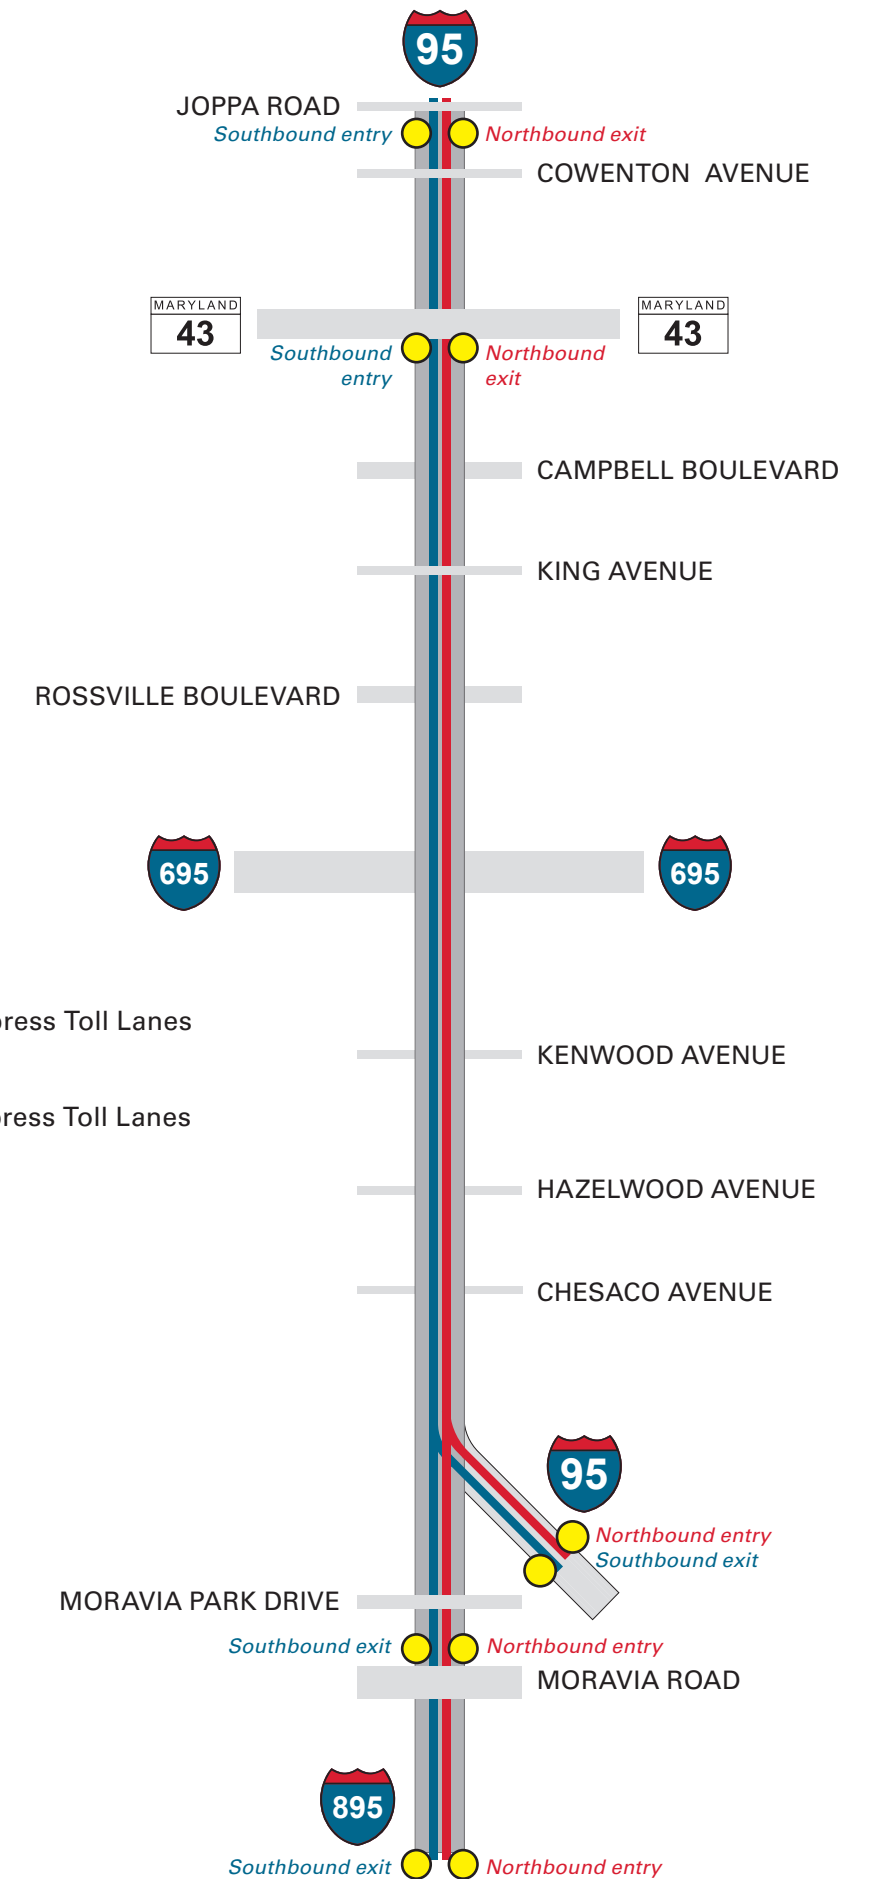 95
JOPPA ROAD
Southbound entry
Northbound exit
COWENTON AVENUE
MARYLAND
43
MARYLAND
43
Southbound
entry
Northbound
exit
CAMPBELL BOULEVARD
KING AVENUE
ROSSVILLE BOULEVARD
695
695
press Toll Lanes
KENWOOD AVENUE
press Toll Lanes
HAZELWOOD AVENUE
CHESACO AVENUE
95
Northbound entry
Southbound exit
MORAVIA PARK DRIVE
Southbound exit
Northbound entry
MORAVIA ROAD
895
Southbound exit
Northbound entry